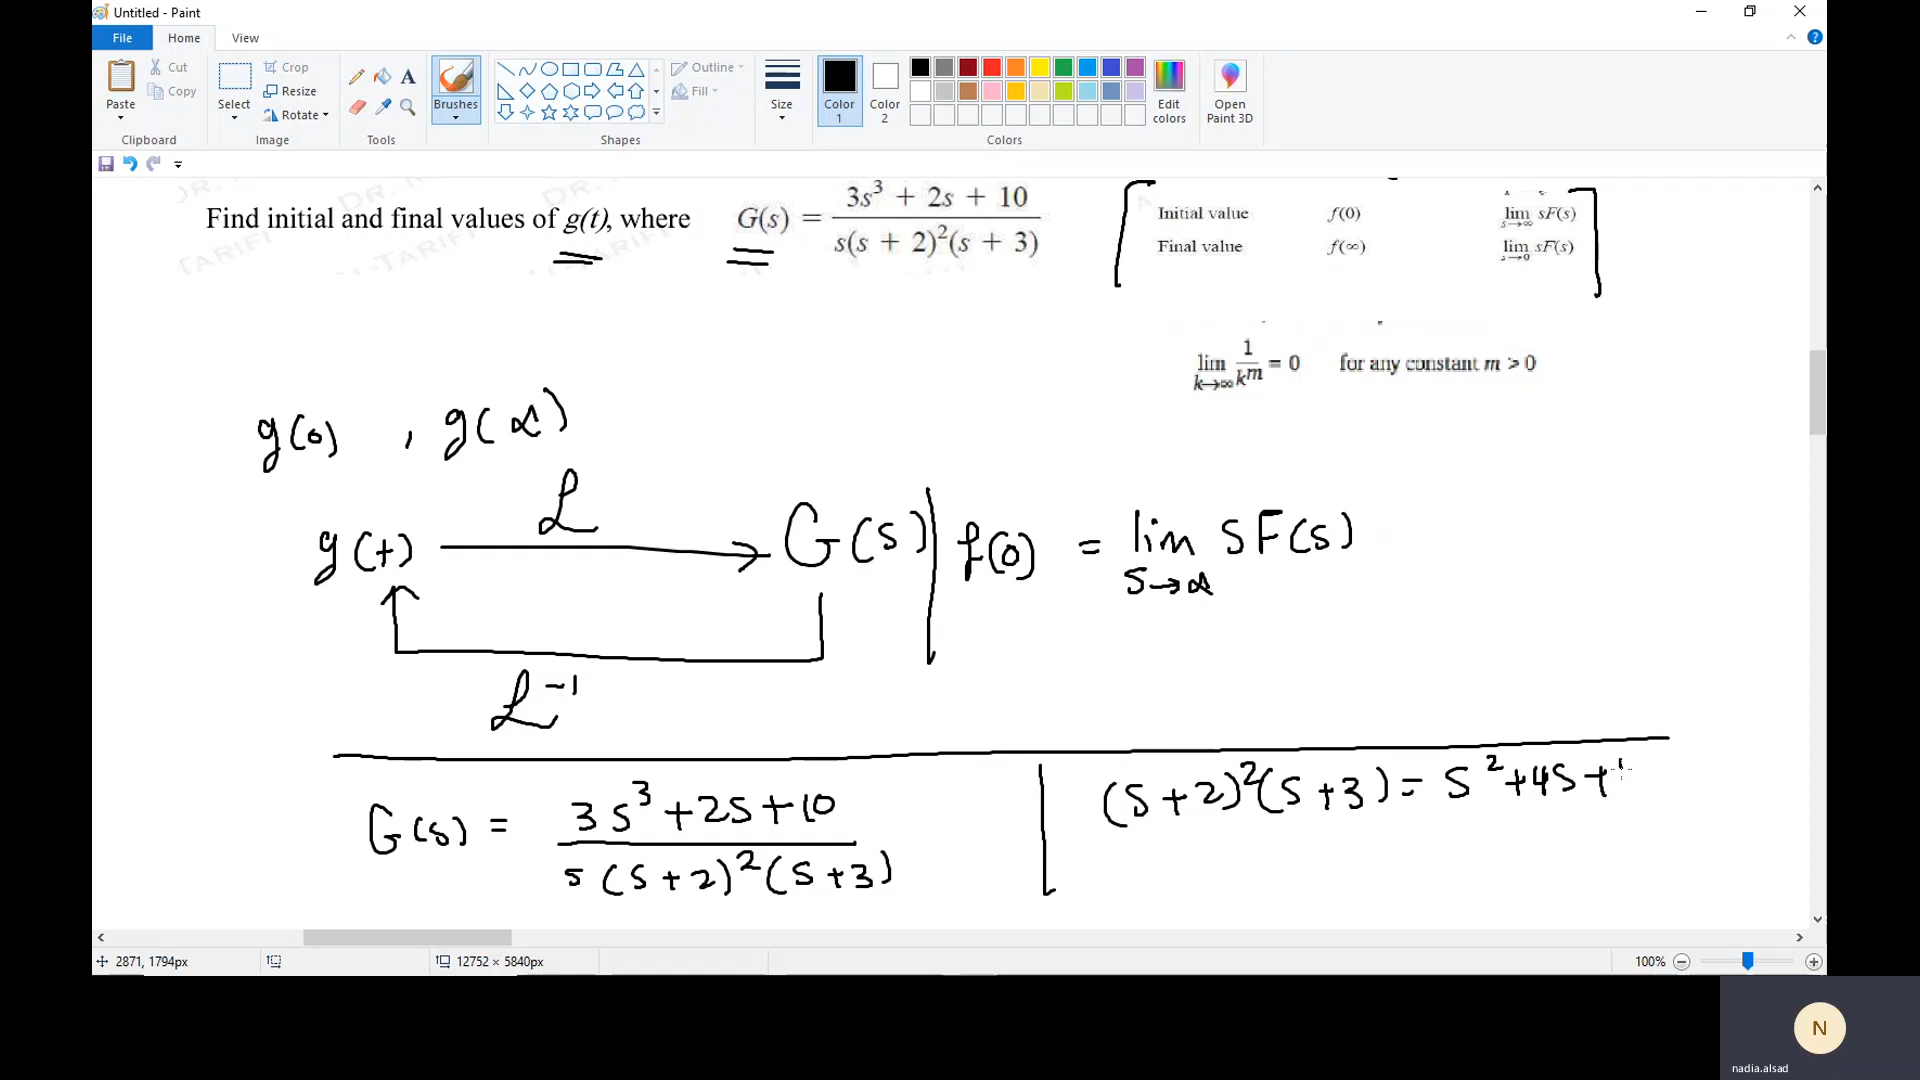 Untitled - Paint
File Home View
Paste
Cut
Copy
Clipboard
Select
Crop
Resize
Rotate
Image
A
Tools
Brushes
Shapes
Outline
Fill
Size
Color 1
Color 2
Edit colors
Open Paint 3D
Colors
Find initial and final values of g(t), where G(s) = (3s³ + 2s + 10) / (s(s + 2)²(s + 3))
Initial value f(0) lim s→∞ sF(s)
Final value f(∞) lim s→0 sF(s)
lim k→∞ 1/k^m = 0 for any constant m > 0
g(0) , g(∞)
ℒ
g(t) → G(s) | f(0) = lim s→∞ SF(s)
ℒ⁻¹
G(s) = (3s³+2s+10) / (s(s+2)²(s+3)) | (s+2)²(s+3) = s²+4s+
2871, 1794px
12752 × 5840px
100%
N
nadia.alsad